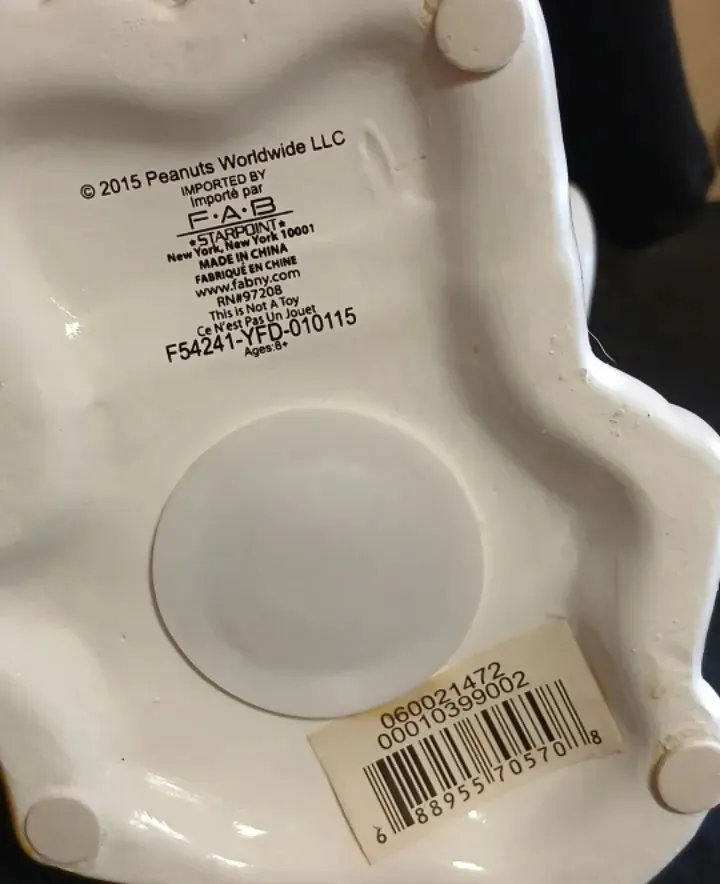 © 2015 Peanuts Worldwide LLC
IMPORTED BY
Importé par
F·A·B
★STARPOINT★
New York, New York 10001
MADE IN CHINA
FABRIQUÉ EN CHINE
www.fabny.com
RN#97208
This is Not A Toy
Ce N'est Pas Un Jouet
F54241-YFD-010115
Ages:8+
060021472
00010399002
6 88955 70570 8